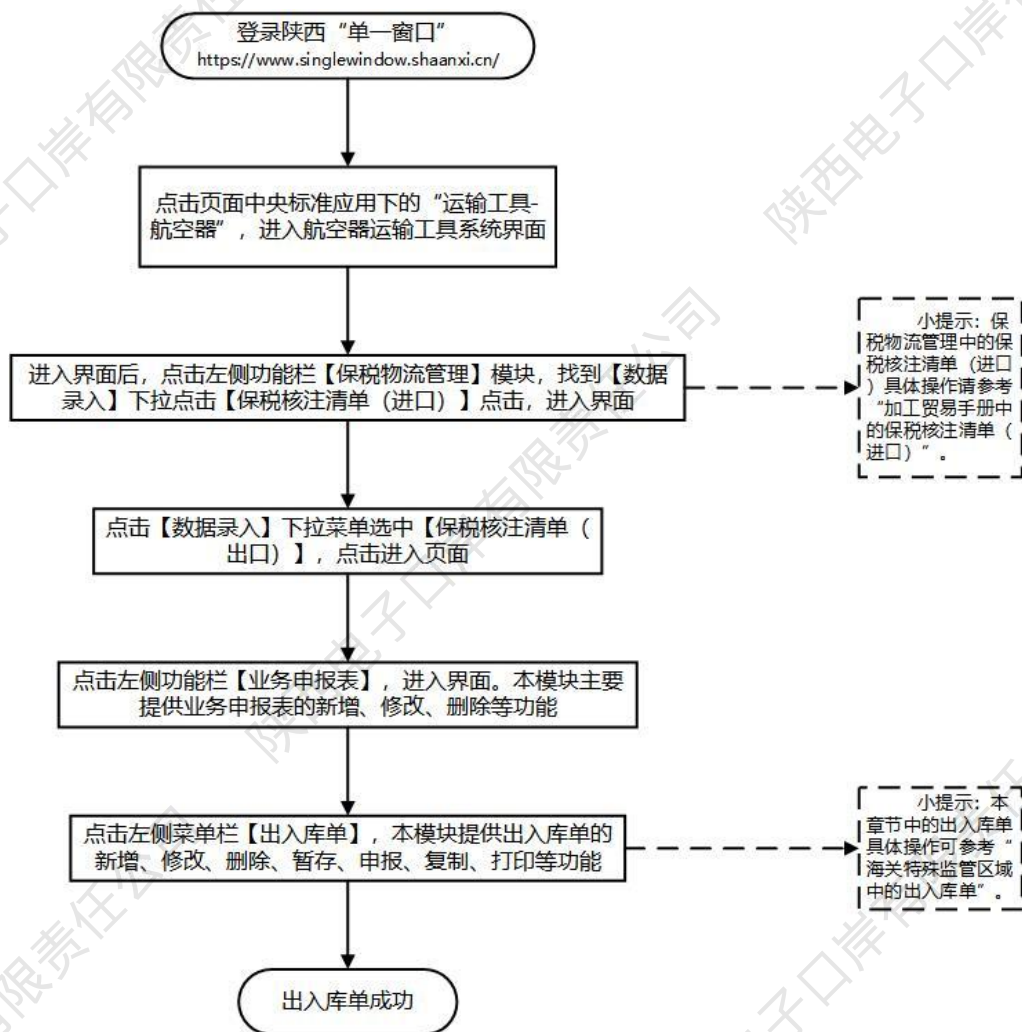 登录陕西“单一窗口”
https://www.singlewindow.shaanxi.cn/
点击页面中央标准应用下的“运输工具-
航空器”，进入航空器运输工具系统界面
进入界面后，点击左侧功能栏【保税物流管理】模块，找到【数据
录入】下拉点击【保税核注清单（进口）】点击，进入界面
小提示：保
税物流管理中的保
税核注清单（进口
）具体操作请参考
“加工贸易手册中
的保税核注清单（
进口）”。
点击【数据录入】下拉菜单选中【保税核注清单（
出口）】，点击进入页面
点击左侧功能栏【业务申报表】，进入界面。本模块主要
提供业务申报表的新增、修改、删除等功能
点击左侧菜单栏【出入库单】，本模块提供出入库单的
新增、修改、删除、暂存、申报、复制、打印等功能
小提示：本
章节中的出入库单
具体操作可参考“
海关特殊监管区域
中的出入库单”。
出入库单成功
陕西电子口岸有限责任公司